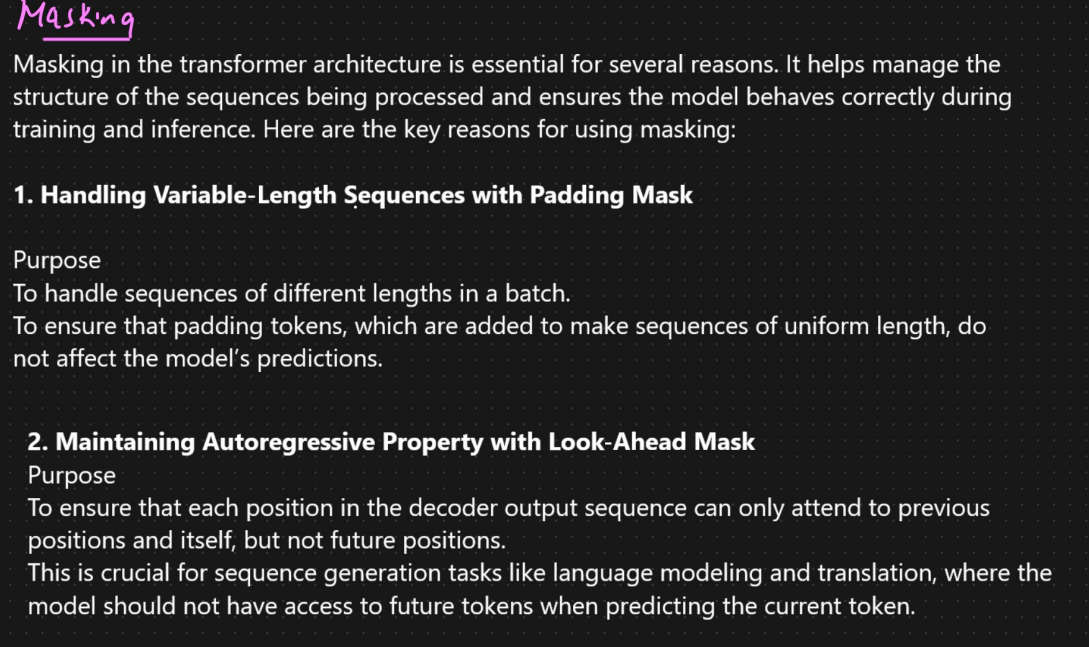 Masking
Masking in the transformer architecture is essential for several reasons. It helps manage the
structure of the sequences being processed and ensures the model behaves correctly during
training and inference. Here are the key reasons for using masking:
1. Handling Variable-Length Sequences with Padding Mask
Purpose
To handle sequences of different lengths in a batch.
To ensure that padding tokens, which are added to make sequences of uniform length, do
not affect the model’s predictions.
2. Maintaining Autoregressive Property with Look-Ahead Mask
Purpose
To ensure that each position in the decoder output sequence can only attend to previous
positions and itself, but not future positions.
This is crucial for sequence generation tasks like language modeling and translation, where the
model should not have access to future tokens when predicting the current token.